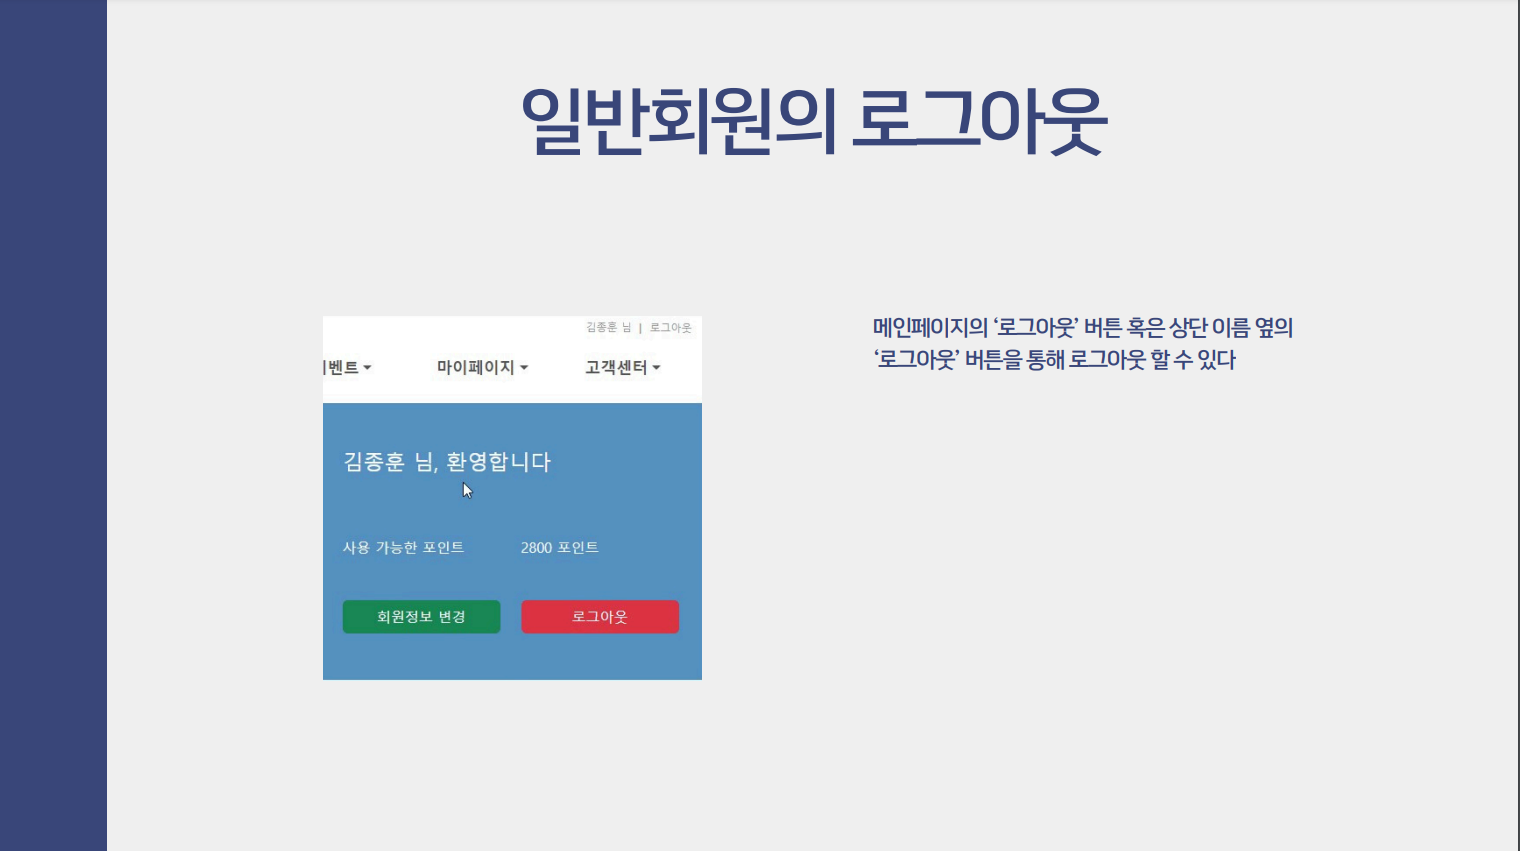 일반회원의 로그아웃
김종훈 님 | 로그아웃
벤트 마이페이지 고객센터
김종훈 님, 환영합니다
사용 가능한 포인트 2800 포인트
회원정보 변경 로그아웃
메인페이지의 ‘로그아웃’ 버튼 혹은 상단 이름 옆의
‘로그아웃’ 버튼을 통해 로그아웃 할 수 있다